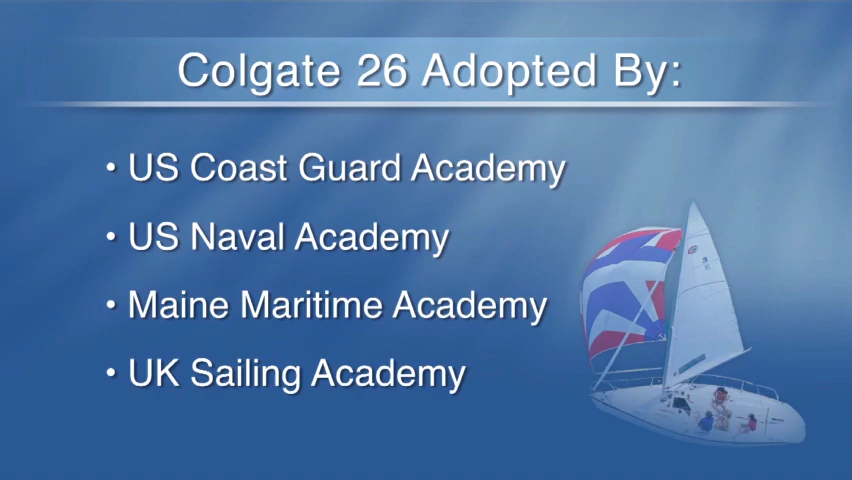 Colgate 26 Adopted By:
• US Coast Guard Academy
• US Naval Academy
• Maine Maritime Academy
• UK Sailing Academy